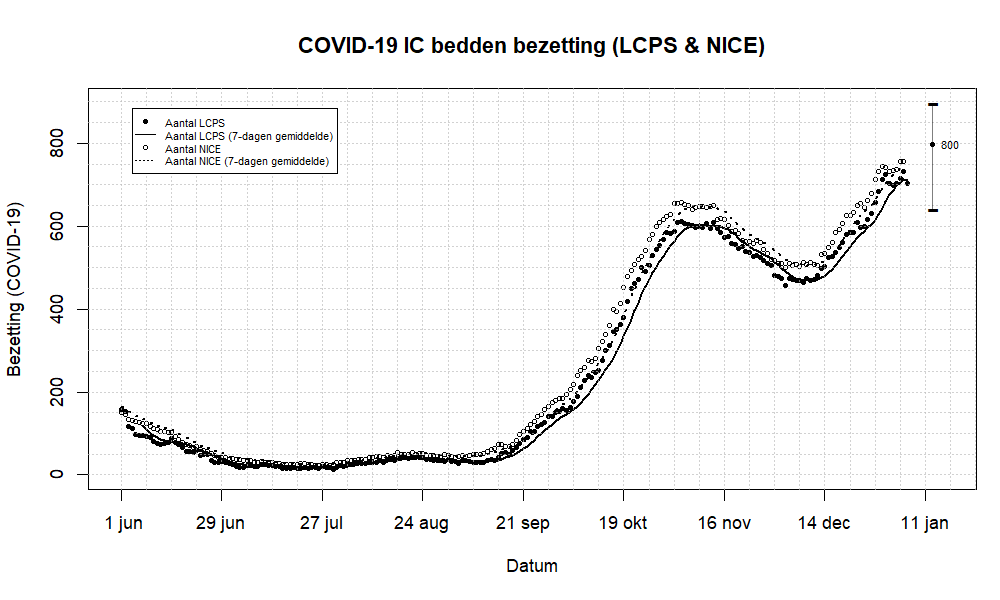 COVID-19 IC bedden bezetting (LCPS & NICE)
Aantal LCPS
Aantal LCPS (7-dagen gemiddelde)
Aantal NICE
Aantal NICE (7-dagen gemiddelde)
800
Bezetting (COVID-19)
800
600
400
200
0
1 jun 29 jun 27 jul 24 aug 21 sep 19 okt 16 nov 14 dec 11 jan
Datum